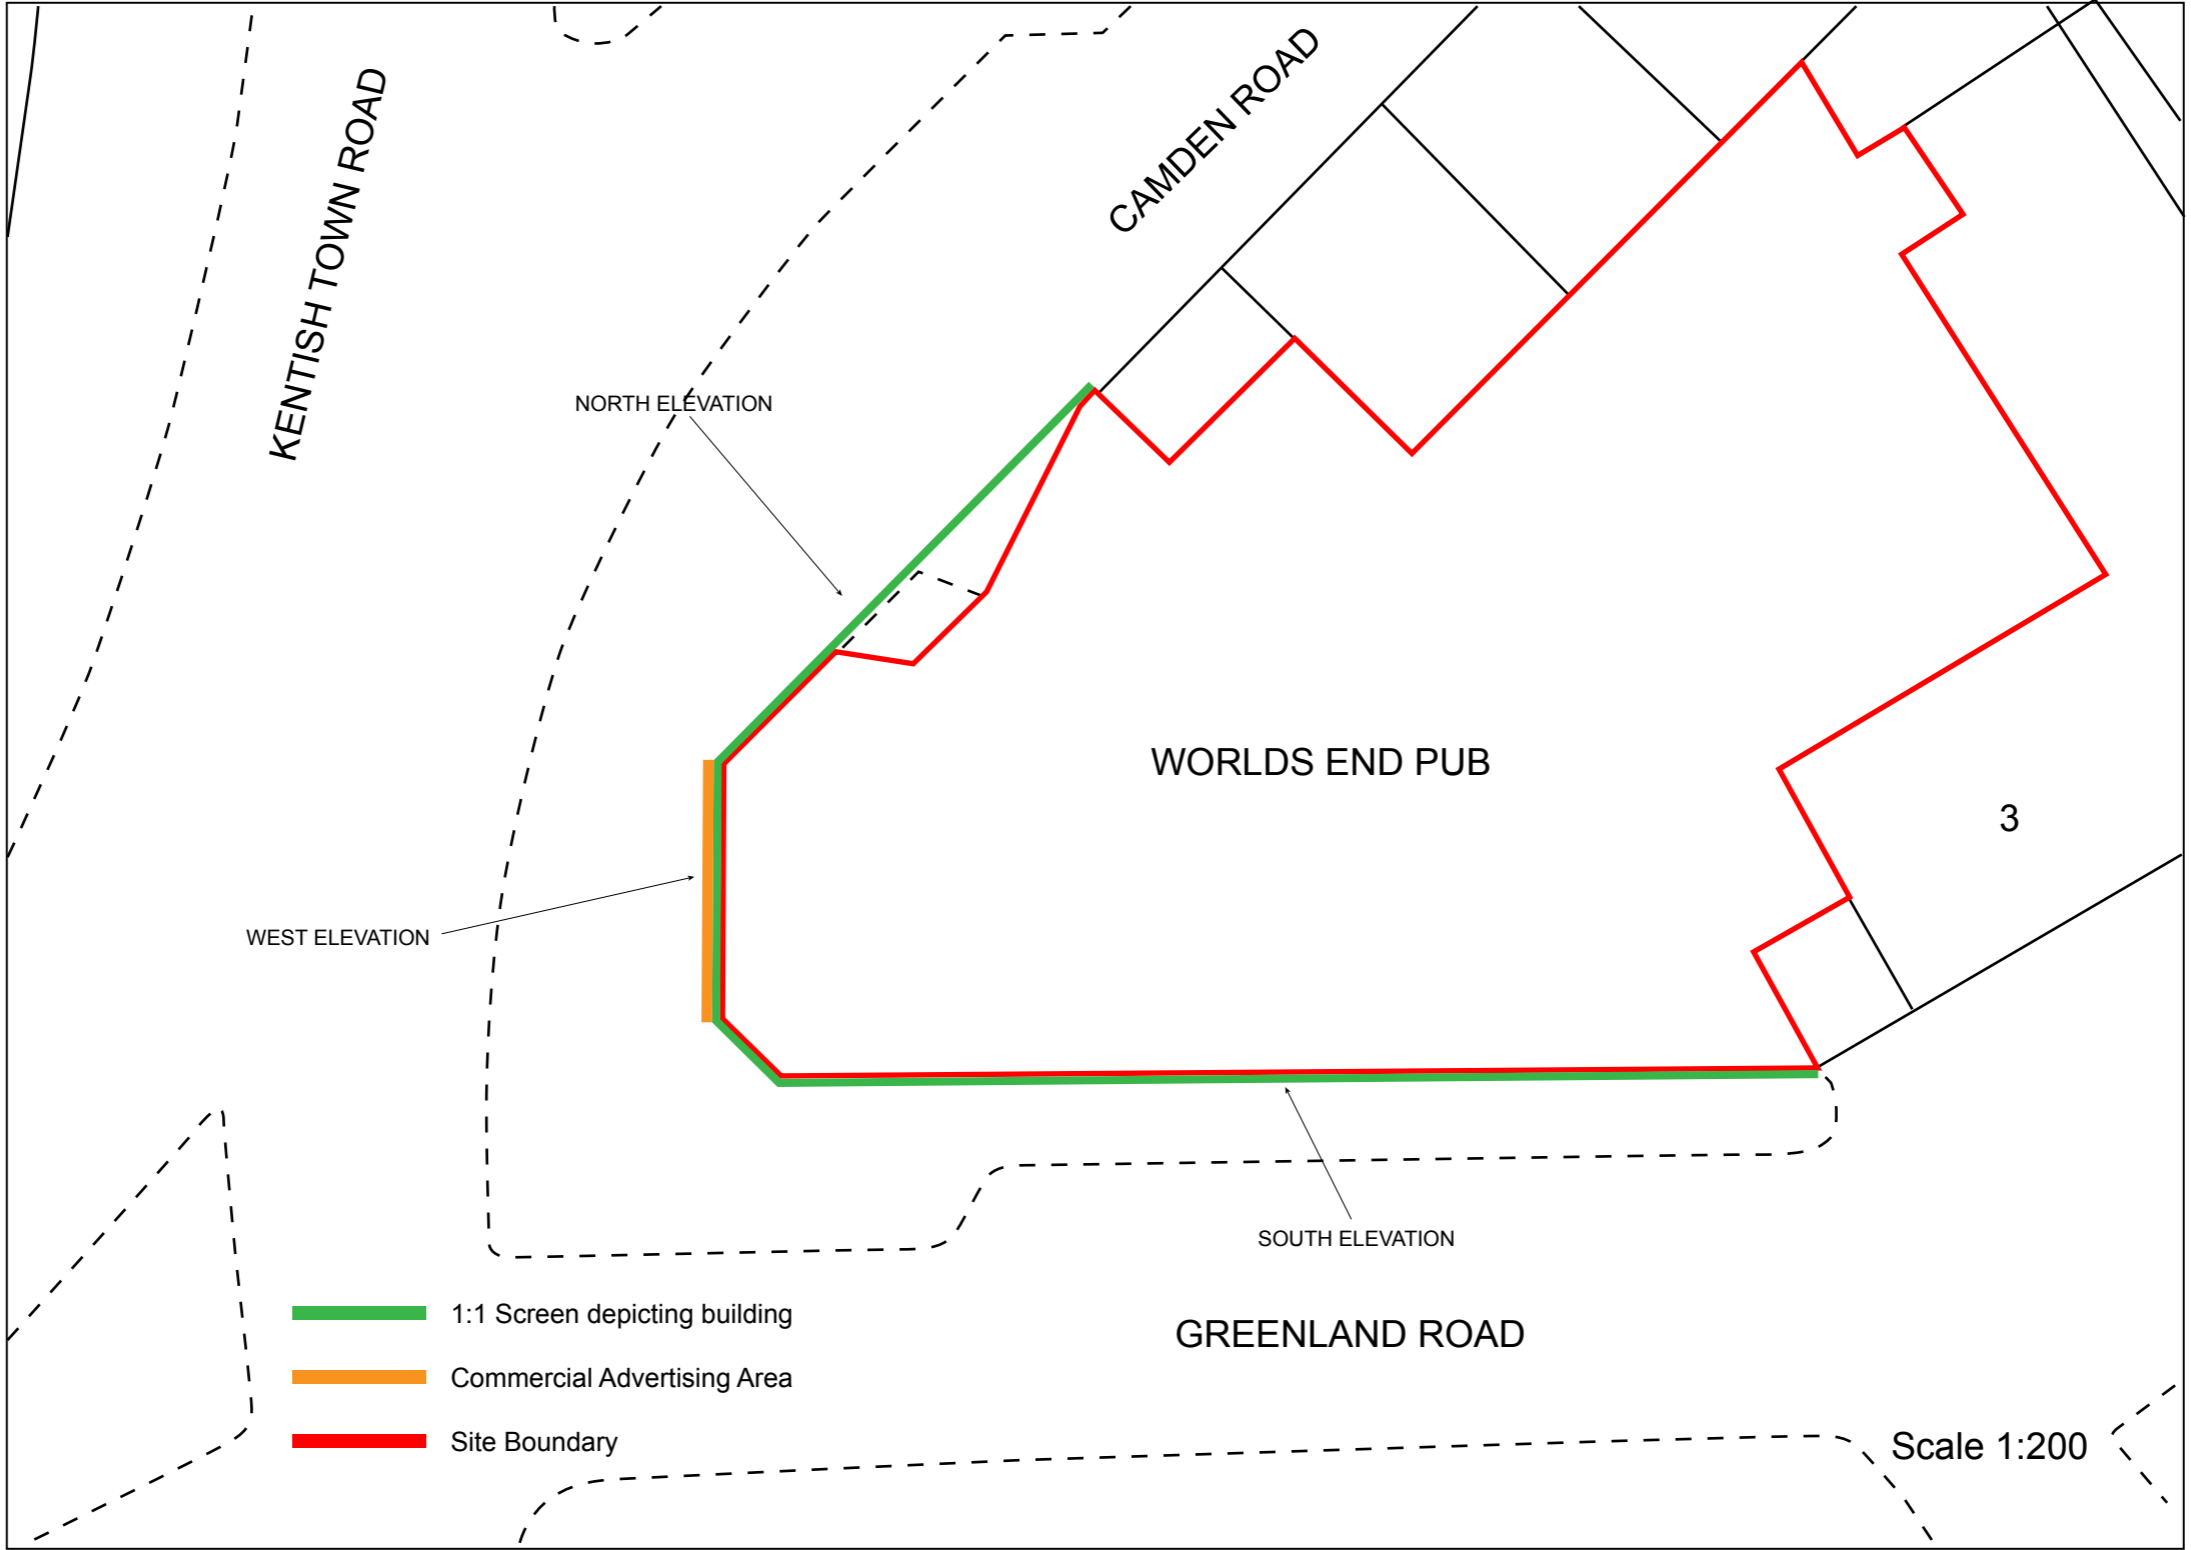 KENTISH TOWN ROAD
CAMDEN ROAD
NORTH ELEVATION
WORLDS END PUB
3
WEST ELEVATION
SOUTH ELEVATION
1:1 Screen depicting building
GREENLAND ROAD
Commercial Advertising Area
Site Boundary
Scale 1:200